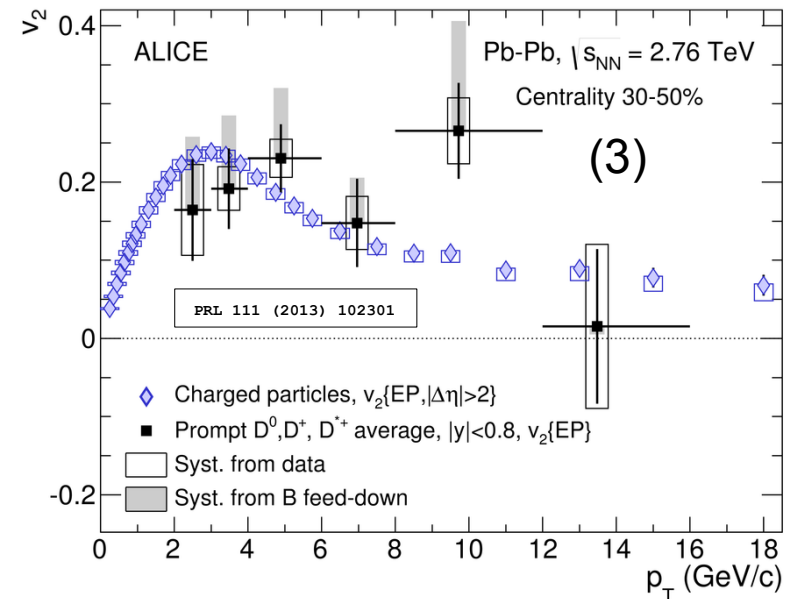 v2
0.4
0.2
0
-0.2
ALICE
Pb-Pb, √sNN = 2.76 TeV
Centrality 30-50%
(3)
PRL 111 (2013) 102301
Charged particles, v2{EP,|Δη|>2}
Prompt D0,D+, D*+ average, |y|<0.8, v2{EP}
Syst. from data
Syst. from B feed-down
0 2 4 6 8 10 12 14 16 18
pT (GeV/c)